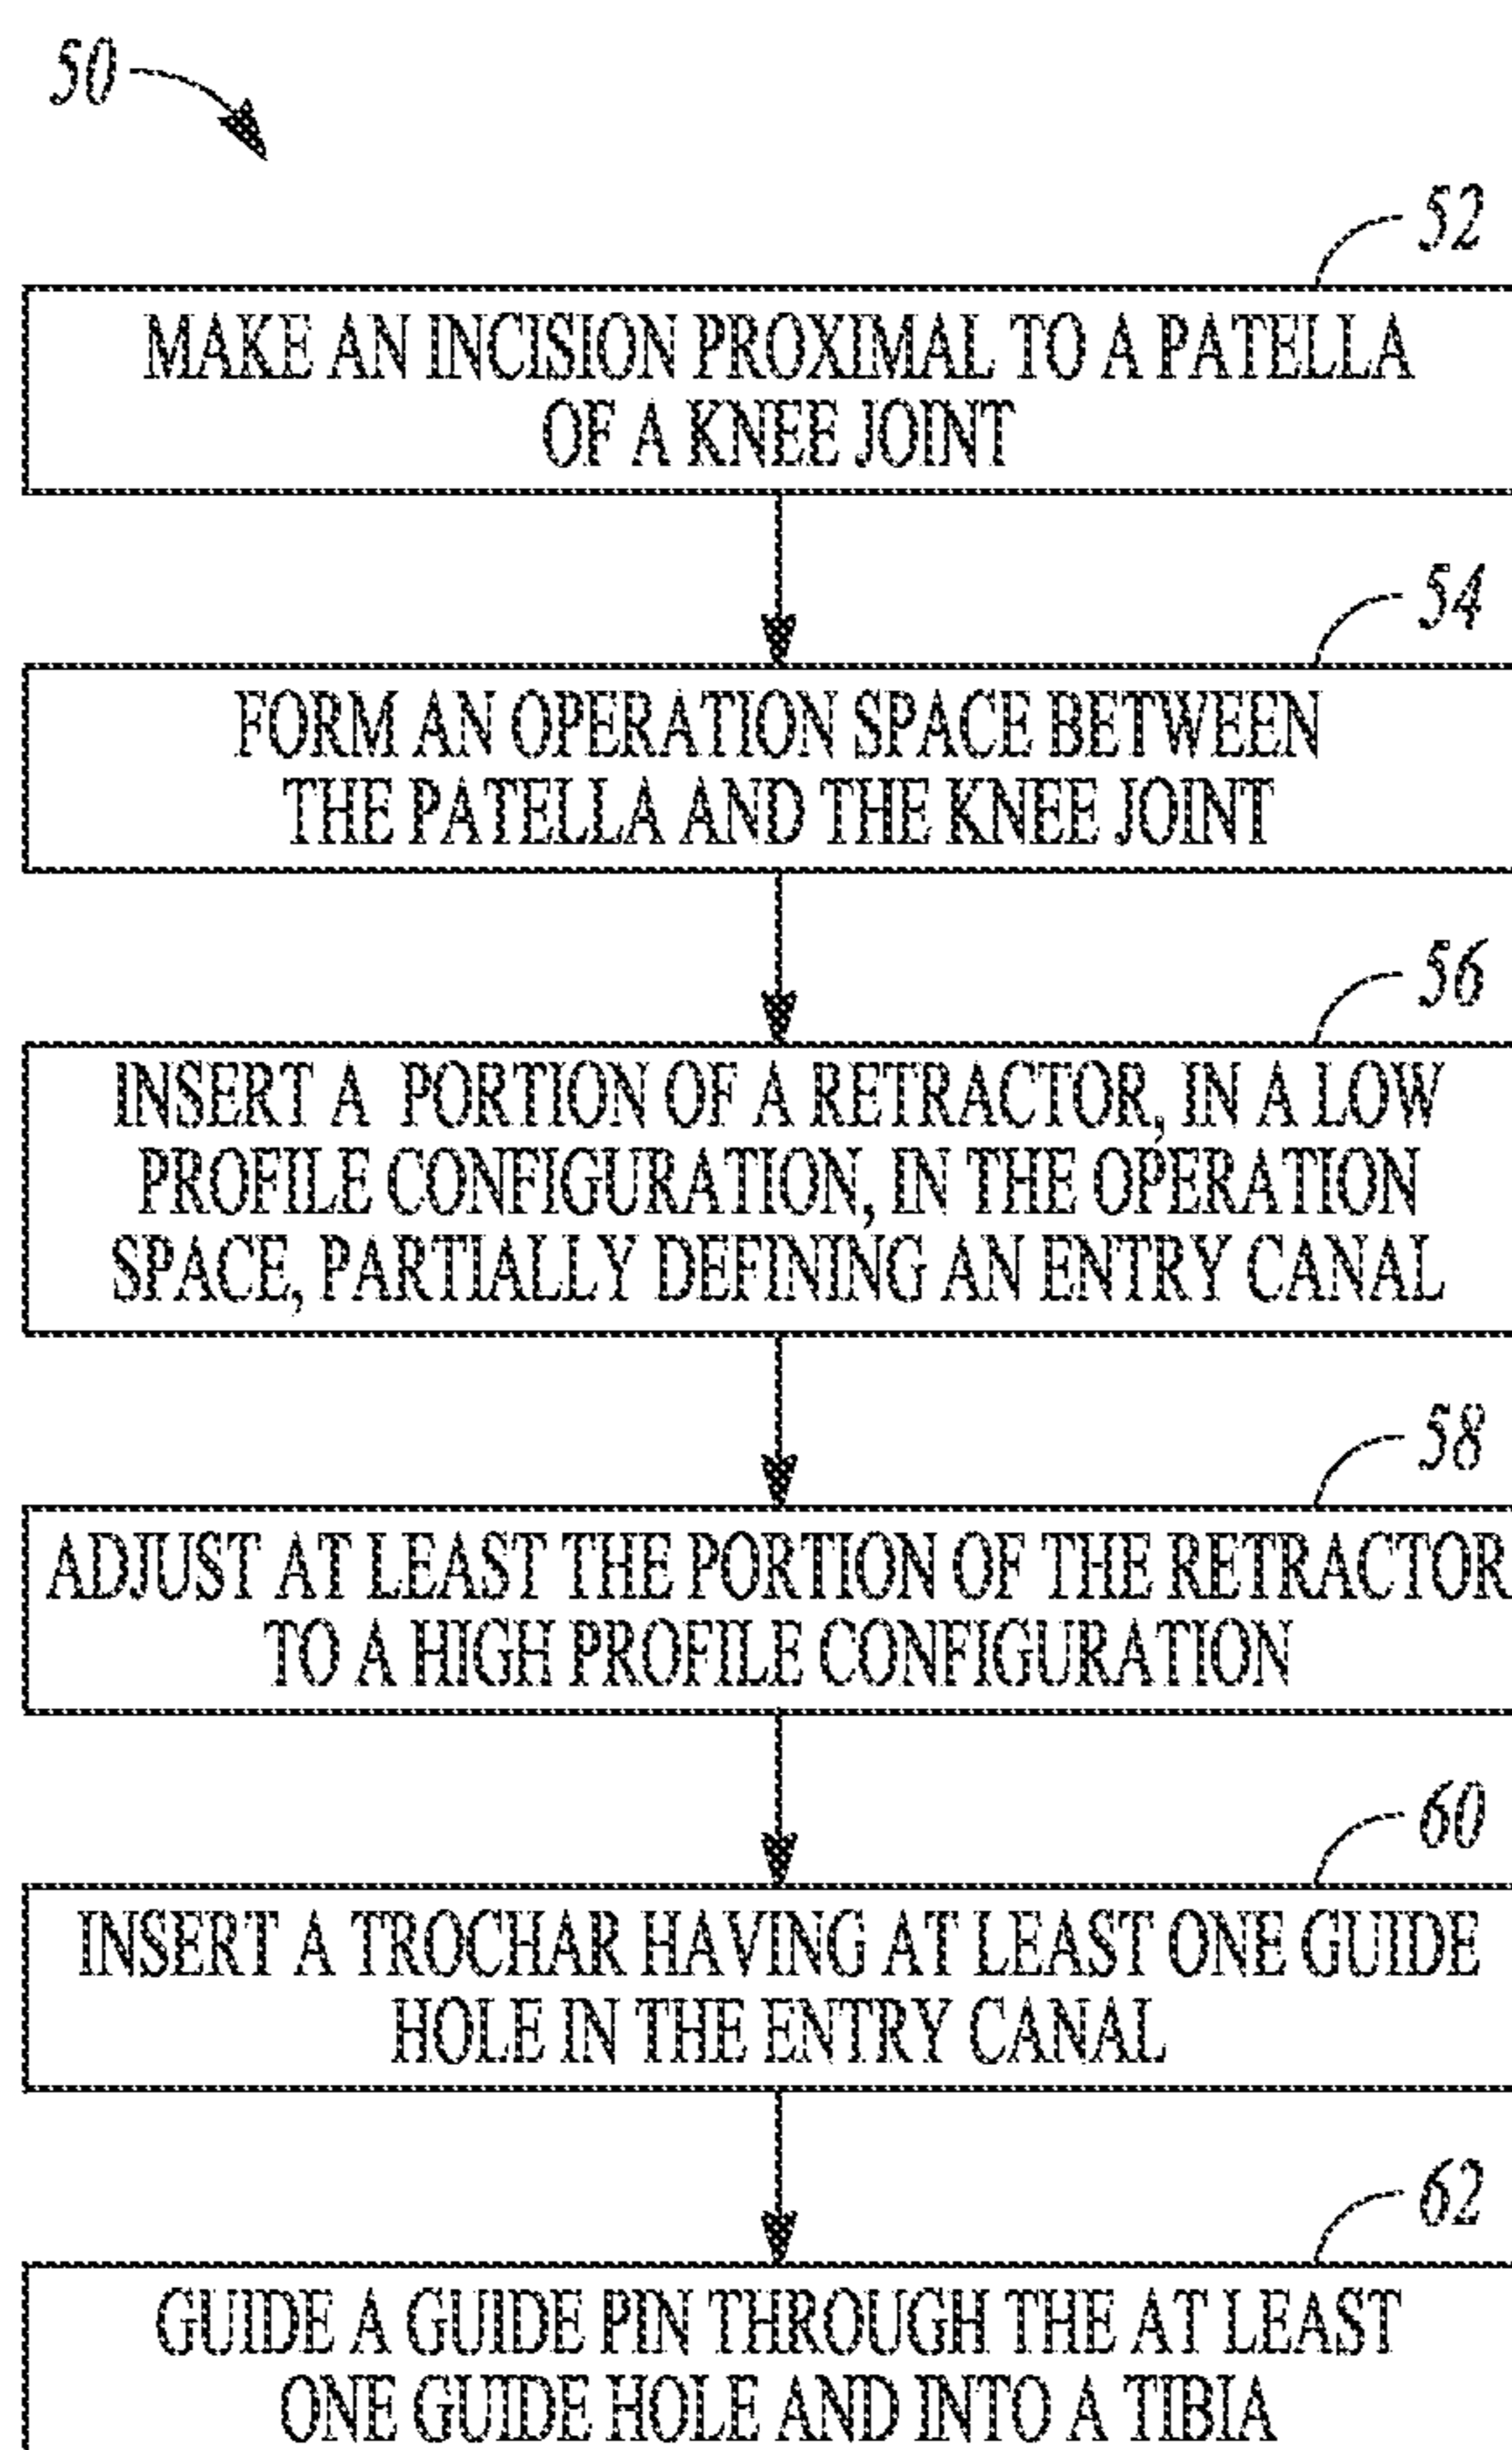 50
52
MAKE AN INCISION PROXIMAL TO A PATELLA
OF A KNEE JOINT
54
FORM AN OPERATION SPACE BETWEEN
THE PATELLA AND THE KNEE JOINT
56
INSERT A PORTION OF A RETRACTOR, IN A LOW
PROFILE CONFIGURATION, IN THE OPERATION
SPACE, PARTIALLY DEFINING AN ENTRY CANAL
58
ADJUST AT LEAST THE PORTION OF THE RETRACTOR
TO A HIGH PROFILE CONFIGURATION
60
INSERT A TROCHAR HAVING AT LEAST ONE GUIDE
HOLE IN THE ENTRY CANAL
62
GUIDE A GUIDE PIN THROUGH THE AT LEAST
ONE GUIDE HOLE AND INTO A TIBIA